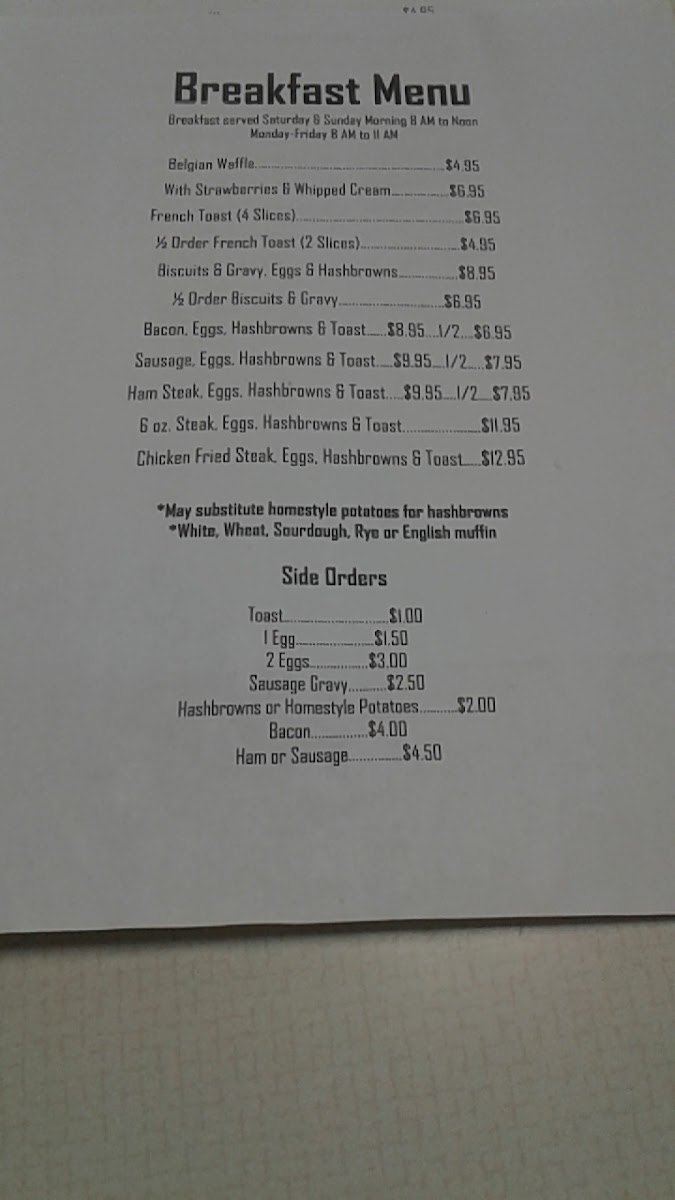 Breakfast Menu
Breakfast served Saturday & Sunday Morning 8 AM to Noon
Monday-Friday 8 AM to 11 AM
Belgian Waffle...............$4.95
With Strawberries & Whipped Cream...............$6.95
French Toast (4 Slices)...............$6.95
½ Order French Toast (2 Slices)...............$4.95
Biscuits & Gravy, Eggs & Hashbrowns...............$8.95
½ Order Biscuits & Gravy...............$6.95
Bacon, Eggs, Hashbrowns & Toast.....$8.95....1/2....$6.95
Sausage, Eggs, Hashbrowns & Toast.....$9.95....1/2.....$7.95
Ham Steak, Eggs, Hashbrowns & Toast.....$9.95....1/2....$7.95
6 oz. Steak, Eggs, Hashbrowns & Toast...............$11.95
Chicken Fried Steak, Eggs, Hashbrowns & Toast.....$12.95
*May substitute homestyle potatoes for hashbrowns
*White, Wheat, Sourdough, Rye or English muffin
Side Orders
Toast...............$1.00
1 Egg...............$1.50
2 Eggs...............$3.00
Sausage Gravy..........$2.50
Hashbrowns or Homestyle Potatoes..........$2.00
Bacon...............$4.00
Ham or Sausage...............$4.50